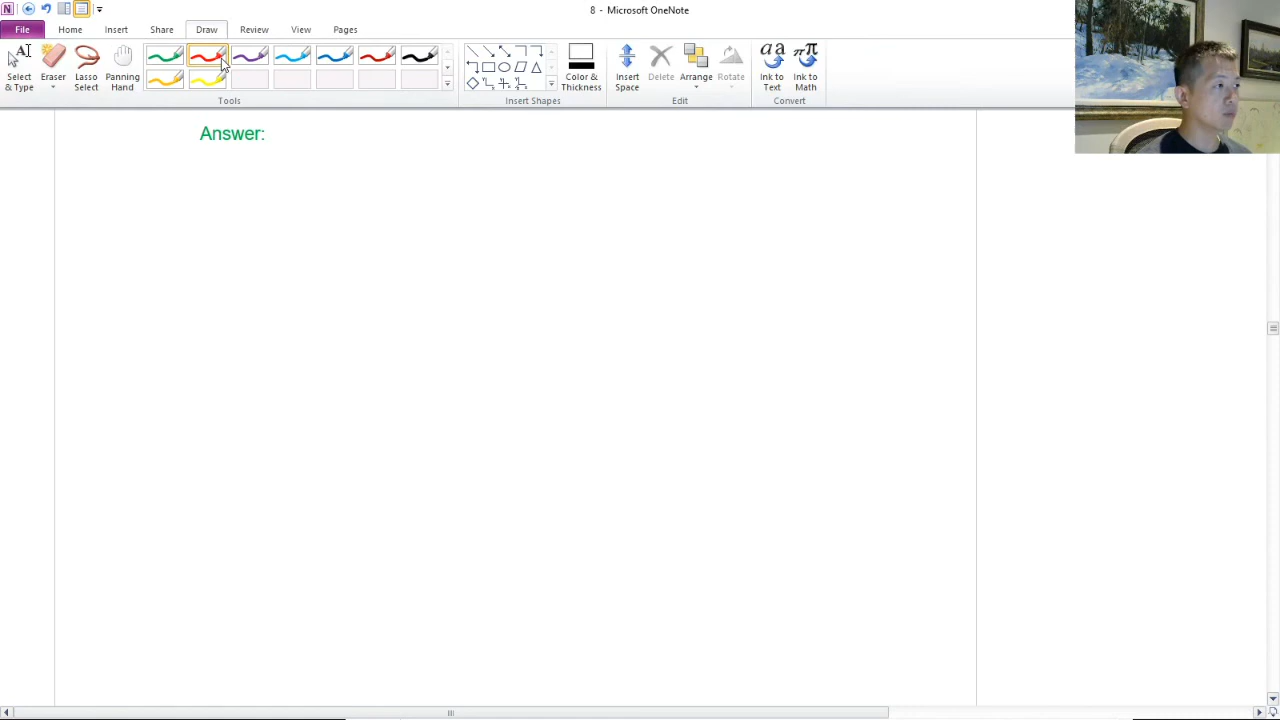 8 - Microsoft OneNote
File Home Insert Share Draw Review View Pages
Select & Type
Eraser
Lasso Select
Panning Hand
Tools
Insert Shapes
Color & Thickness
Insert Space
Delete
Arrange
Rotate
Edit
Ink to Text
Ink to Math
Convert
Answer: